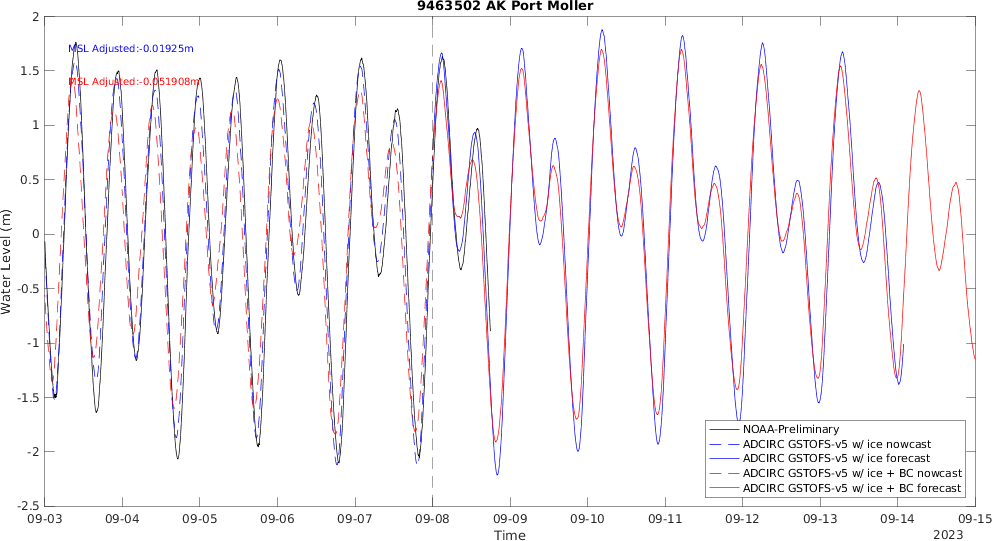 9463502 AK Port Moller
MSL Adjusted:-0.01925m
MSL Adjusted:-0.051908m
2
1.5
1
0.5
0
-0.5
-1
-1.5
-2
-2.5
Water Level (m)
NOAA-Preliminary
ADCIRC GSTOFS-v5 w/ ice nowcast
ADCIRC GSTOFS-v5 w/ ice forecast
ADCIRC GSTOFS-v5 w/ ice + BC nowcast
ADCIRC GSTOFS-v5 w/ ice + BC forecast
09-03 09-04 09-05 09-06 09-07 09-08 09-09 09-10 09-11 09-12 09-13 09-14 09-15
Time
2023